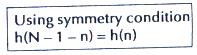 Using symmetry condition
h(N – 1 – n) = h(n)